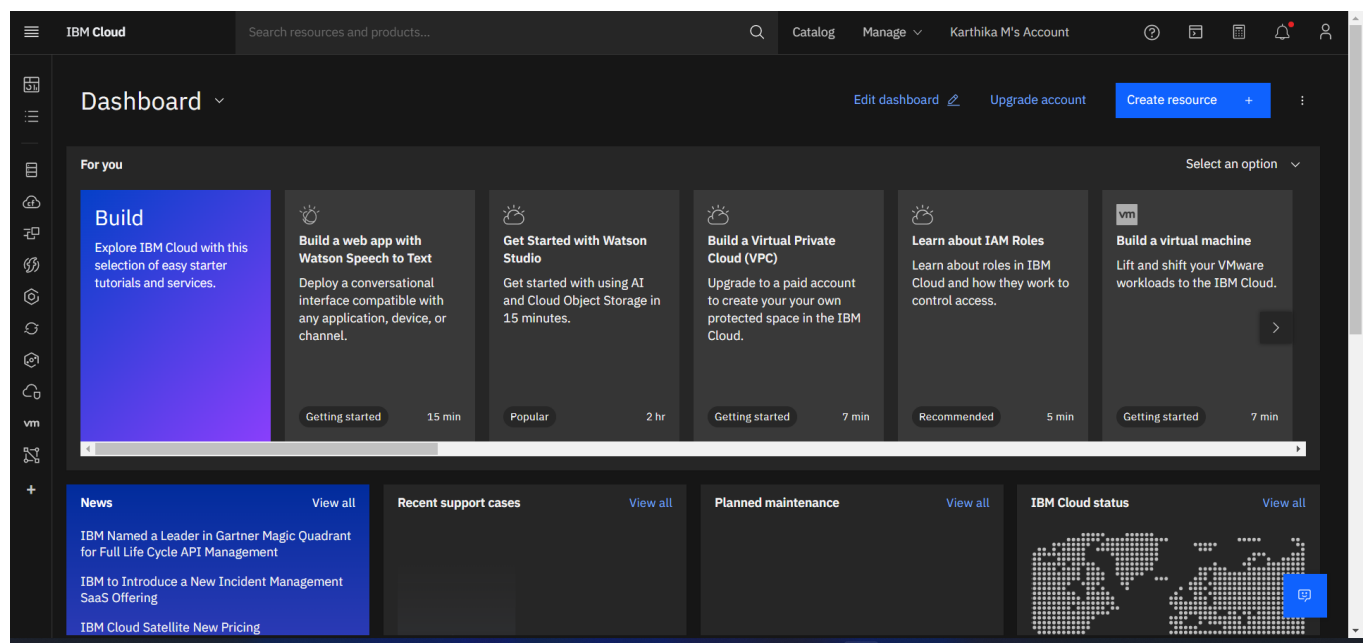 IBM Cloud
Search resources and products...
Catalog
Manage
Karthika M's Account
Dashboard
Edit dashboard
Upgrade account
Create resource +
For you
Select an option
Build
Explore IBM Cloud with this
selection of easy starter
tutorials and services.
Build a web app with
Watson Speech to Text
Deploy a conversational
interface compatible with
any application, device, or
channel.
Getting started
15 min
Get Started with Watson
Studio
Get started with using AI
and Cloud Object Storage in
15 minutes.
Popular
2 hr
Build a Virtual Private
Cloud (VPC)
Upgrade to a paid account
to create your your own
protected space in the IBM
Cloud.
Getting started
7 min
Learn about IAM Roles
Learn about roles in IBM
Cloud and how they work to
control access.
Recommended
5 min
vm
Build a virtual machine
Lift and shift your VMware
workloads to the IBM Cloud.
Getting started
7 min
vm
News
View all
IBM Named a Leader in Gartner Magic Quadrant
for Full Life Cycle API Management
IBM to Introduce a New Incident Management
SaaS Offering
IBM Cloud Satellite New Pricing
Recent support cases
View all
Planned maintenance
View all
IBM Cloud status
View all